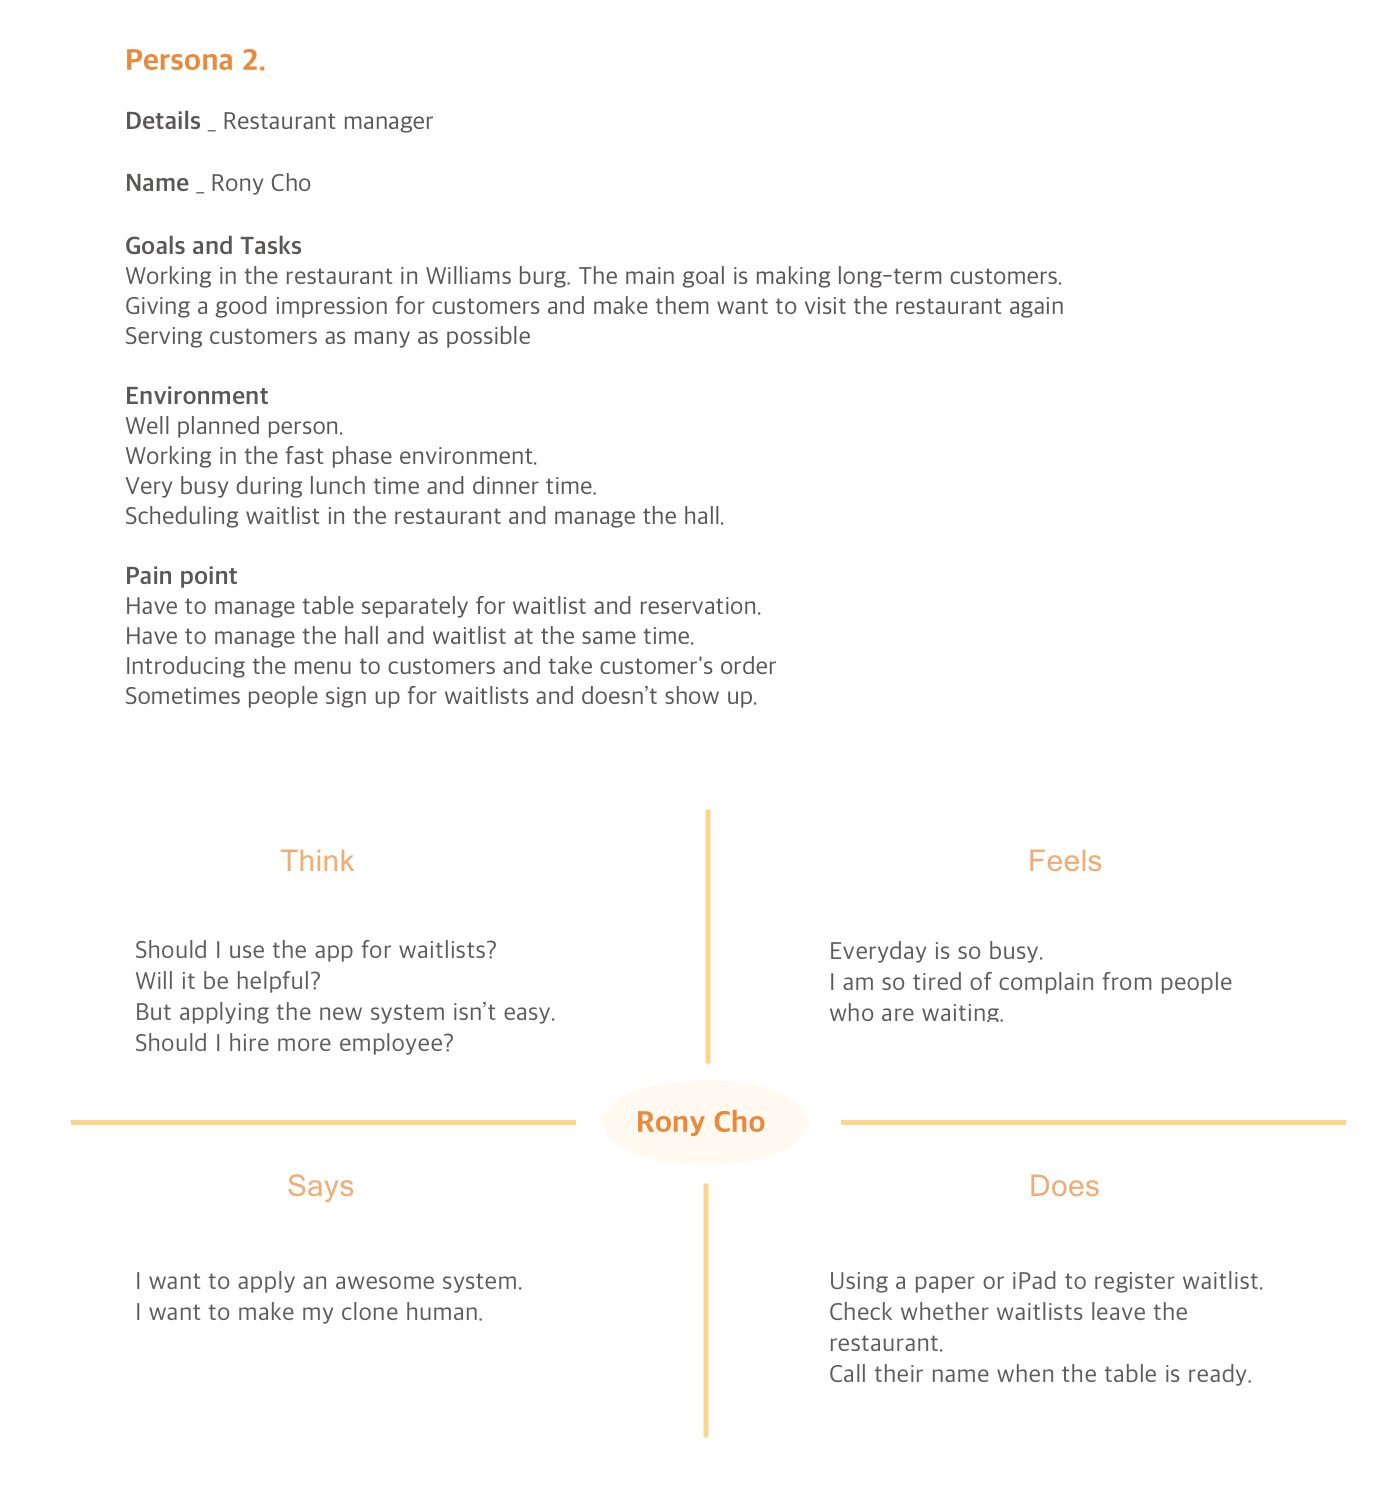 Persona 2.
Details _ Restaurant manager
Name _ Rony Cho
Goals and Tasks
Working in the restaurant in Williams burg. The main goal is making long-term customers.
Giving a good impression for customers and make them want to visit the restaurant again
Serving customers as many as possible
Environment
Well planned person.
Working in the fast phase environment.
Very busy during lunch time and dinner time.
Scheduling waitlist in the restaurant and manage the hall.
Pain point
Have to manage table separately for waitlist and reservation.
Have to manage the hall and waitlist at the same time.
Introducing the menu to customers and take customer's order
Sometimes people sign up for waitlists and doesn’t show up.
Think
Should I use the app for waitlists?
Will it be helpful?
But applying the new system isn’t easy.
Should I hire more employee?
Feels
Everyday is so busy.
I am so tired of complain from people
who are waiting.
Rony Cho
Says
I want to apply an awesome system.
I want to make my clone human.
Does
Using a paper or iPad to register waitlist.
Check whether waitlists leave the
restaurant.
Call their name when the table is ready.